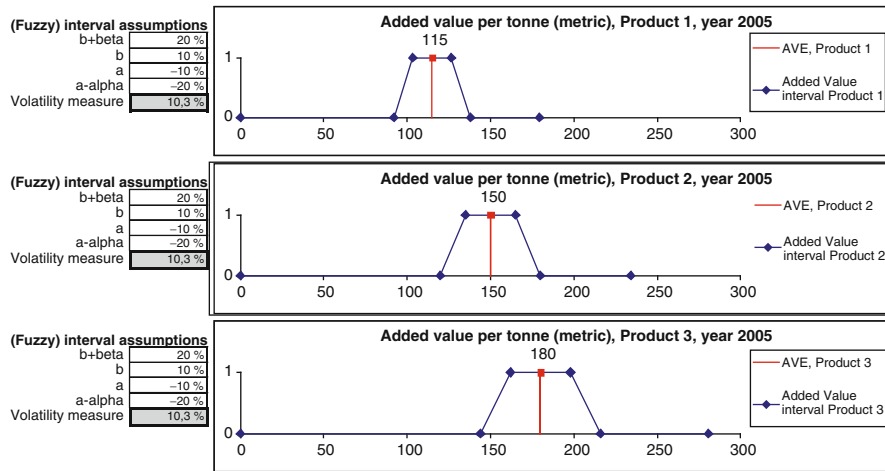 (Fuzzy) interval assumptions
b+beta 20 %
b 10 %
a –10 %
a-alpha –20 %
Volatility measure 10,3 %
Added value per tonne (metric), Product 1, year 2005
115
1
0
0 50 100 150 200 250 300
AVE, Product 1
Added Value
interval Product 1
(Fuzzy) interval assumptions
b+beta 20 %
b 10 %
a –10 %
a-alpha –20 %
Volatility measure 10,3 %
Added value per tonne (metric), Product 2, year 2005
150
1
0
0 50 100 150 200 250 300
AVE, Product 2
Added Value
interval Product 2
(Fuzzy) interval assumptions
b+beta 20 %
b 10 %
a –10 %
a-alpha –20 %
Volatility measure 10,3 %
Added value per tonne (metric), Product 3, year 2005
180
1
0
0 50 100 150 200 250 300
AVE, Product 3
Added Value
interval Product 3